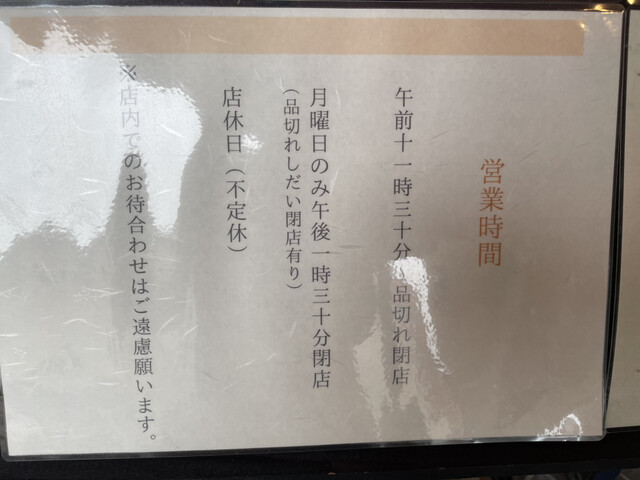 営業時間
午前十一時三十分 品切れ閉店
月曜日のみ午後一時三十分閉店
（品切れしだい閉店有り）
店休日（不定休）
※店内でのお待合わせはご遠慮願います。